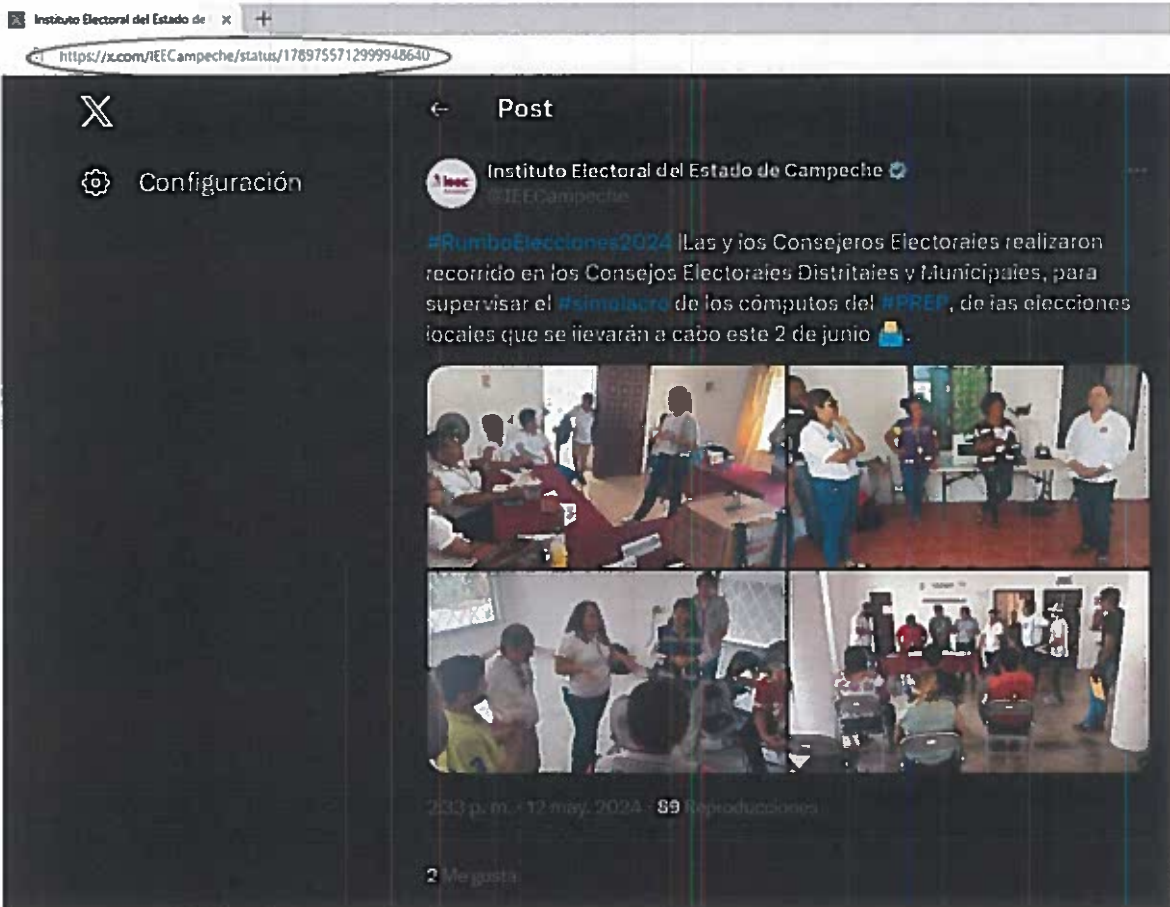 Instituto Electoral del Estado de
https://x.com/IEECampeche/status/1789755712999948640
Post
Configuración
Instituto Electoral del Estado de Campeche
ieec
@IEECampeche
#RumboElecciones2024 |Las y los Consejeros Electorales realizaron
recorrido en los Consejos Electorales Distritales y Municipales, para
supervisar el #simulacro de los cómputos del #PREP, de las elecciones
locales que se llevarán a cabo este 2 de junio
2:33 p. m. · 12 may. 2024 · 89 Reproducciones
2 Me gusta